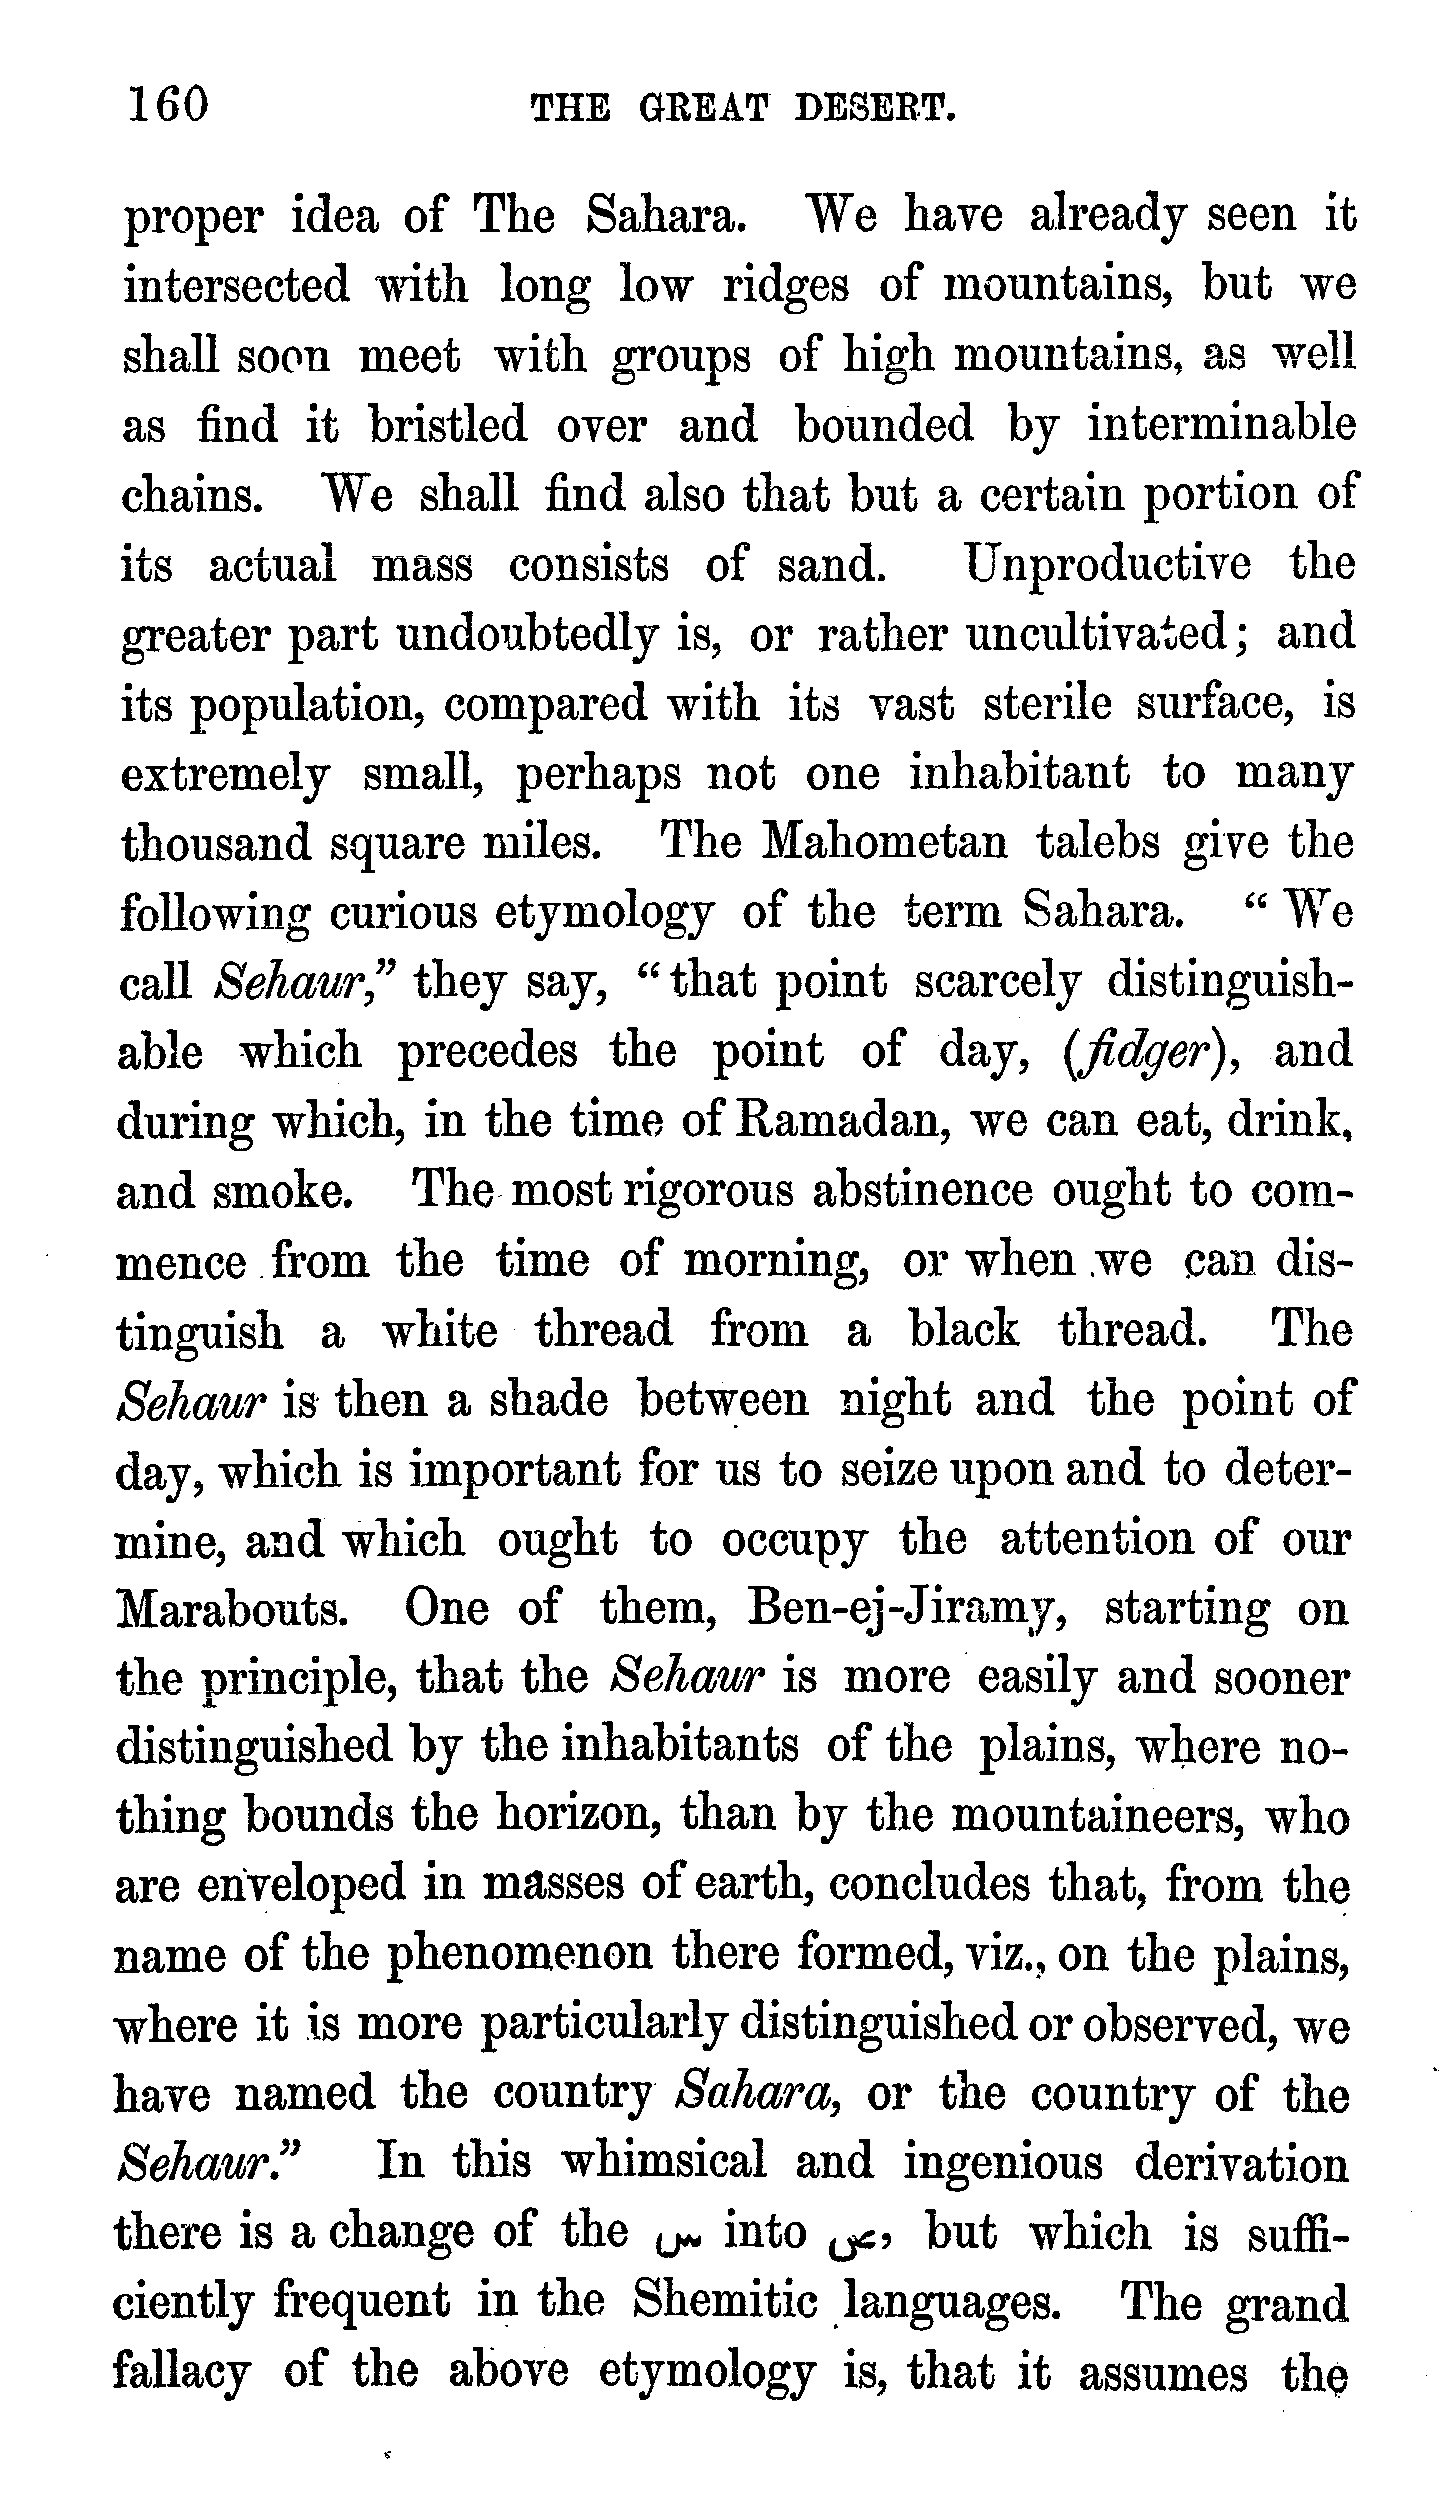 160 THE GREAT DESERT.
proper idea of The Sahara. We have already seen it
intersected with long low ridges of mountains, but we
shall soon meet with groups of high mountains, as well
as find it bristled over and bounded by interminable
chains. We shall find also that but a certain portion of
its actual mass consists of sand. Unproductive the
greater part undoubtedly is, or rather uncultivated; and
its population, compared with its vast sterile surface, is
extremely small, perhaps not one inhabitant to many
thousand square miles. The Mahometan talebs give the
following curious etymology of the term Sahara. “ We
call Sehaur,” they say, “that point scarcely distinguish-
able which precedes the point of day, (fidger), and
during which, in the time of Ramadan, we can eat, drink,
and smoke. The most rigorous abstinence ought to com-
mence from the time of morning, or when we can dis-
tinguish a white thread from a black thread. The
Sehaur is then a shade between night and the point of
day, which is important for us to seize upon and to deter-
mine, and which ought to occupy the attention of our
Marabouts. One of them, Ben-ej-Jiramy, starting on
the principle, that the Sehaur is more easily and sooner
distinguished by the inhabitants of the plains, where no-
thing bounds the horizon, than by the mountaineers, who
are enveloped in masses of earth, concludes that, from the
name of the phenomenon there formed, viz., on the plains,
where it is more particularly distinguished or observed, we
have named the country Sahara, or the country of the
Sehaur.” In this whimsical and ingenious derivation
there is a change of the س into ص, but which is suffi-
ciently frequent in the Shemitic languages. The grand
fallacy of the above etymology is, that it assumes the